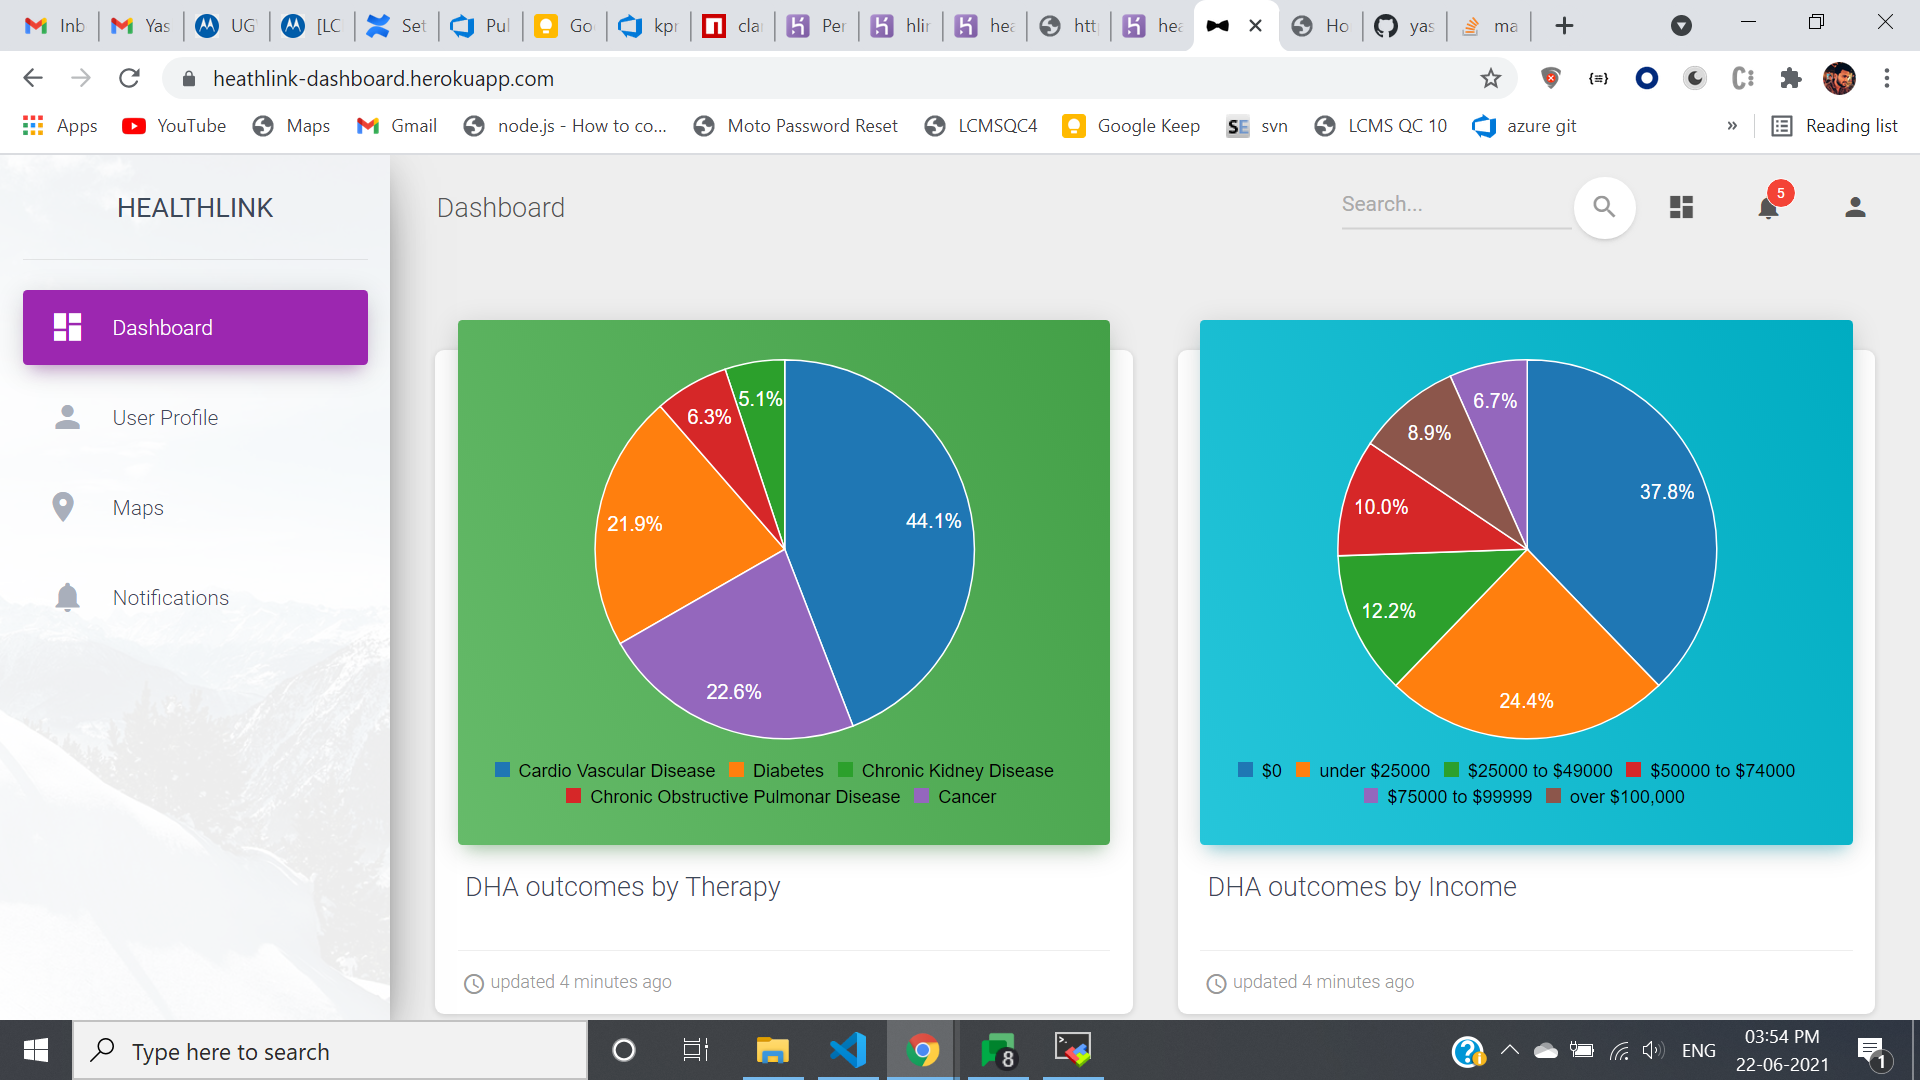 Inb
Yas
UG
[LC
Set
Pul
Go
kpr
cla
Per
hlir
hea
htt
hea
Ho
yas
ma
heathlink-dashboard.herokuapp.com
Apps
YouTube
Maps
Gmail
node.js - How to co...
Moto Password Reset
LCMSQC4
Google Keep
SE svn
LCMS QC 10
azure git
»
Reading list
HEALTHLINK
Dashboard
User Profile
Maps
Notifications
Dashboard
Search...
5
5.1%
6.3%
21.9%
44.1%
22.6%
Cardio Vascular Disease Diabetes Chronic Kidney Disease
Chronic Obstructive Pulmonar Disease Cancer
DHA outcomes by Therapy
updated 4 minutes ago
6.7%
8.9%
37.8%
10.0%
12.2%
24.4%
$0 under $25000 $25000 to $49000 $50000 to $74000
$75000 to $99999 over $100,000
DHA outcomes by Income
updated 4 minutes ago
Type here to search
8
ENG
03:54 PM
22-06-2021
1